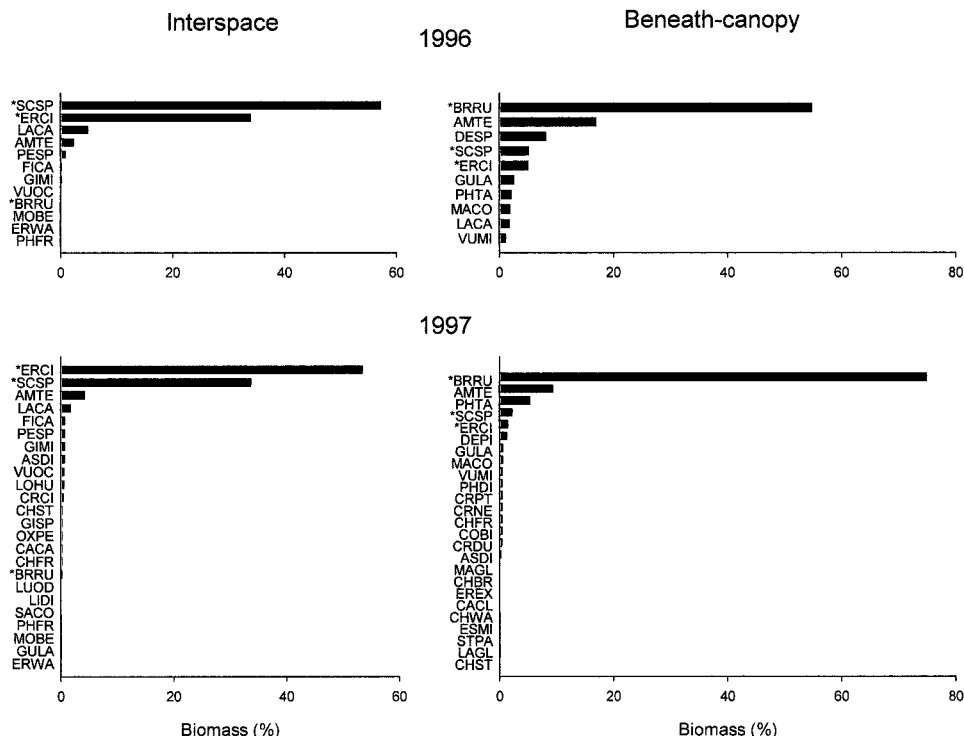 Interspace
Beneath-canopy
1996
*SCSP
*ERCI
LACA
AMTE
PESP
FICA
GIMI
VUOC
*BRRU
MOBE
ERWA
PHFR
0 20 40 60
*BRRU
AMTE
DESP
*SCSP
*ERCI
GULA
PHTA
MACO
LACA
VUMI
0 20 40 60 80
1997
*ERCI
*SCSP
AMTE
LACA
FICA
PESP
GIMI
ASDI
VUOC
LOHU
CRCI
CHST
GISP
OXPE
CACA
CHFR
*BRRU
LUOD
LIDI
SACO
PHFR
MOBE
GULA
ERWA
0 20 40 60
Biomass (%)
*BRRU
AMTE
PHTA
*SCSP
*ERCI
DEPI
GULA
MACO
VUMI
PHDI
CRPT
CRNE
CHFR
COBI
CRDU
ASDI
MAGL
CHBR
EREX
CACL
CHWA
ESMI
STPA
LAGL
CHST
0 20 40 60 80
Biomass (%)